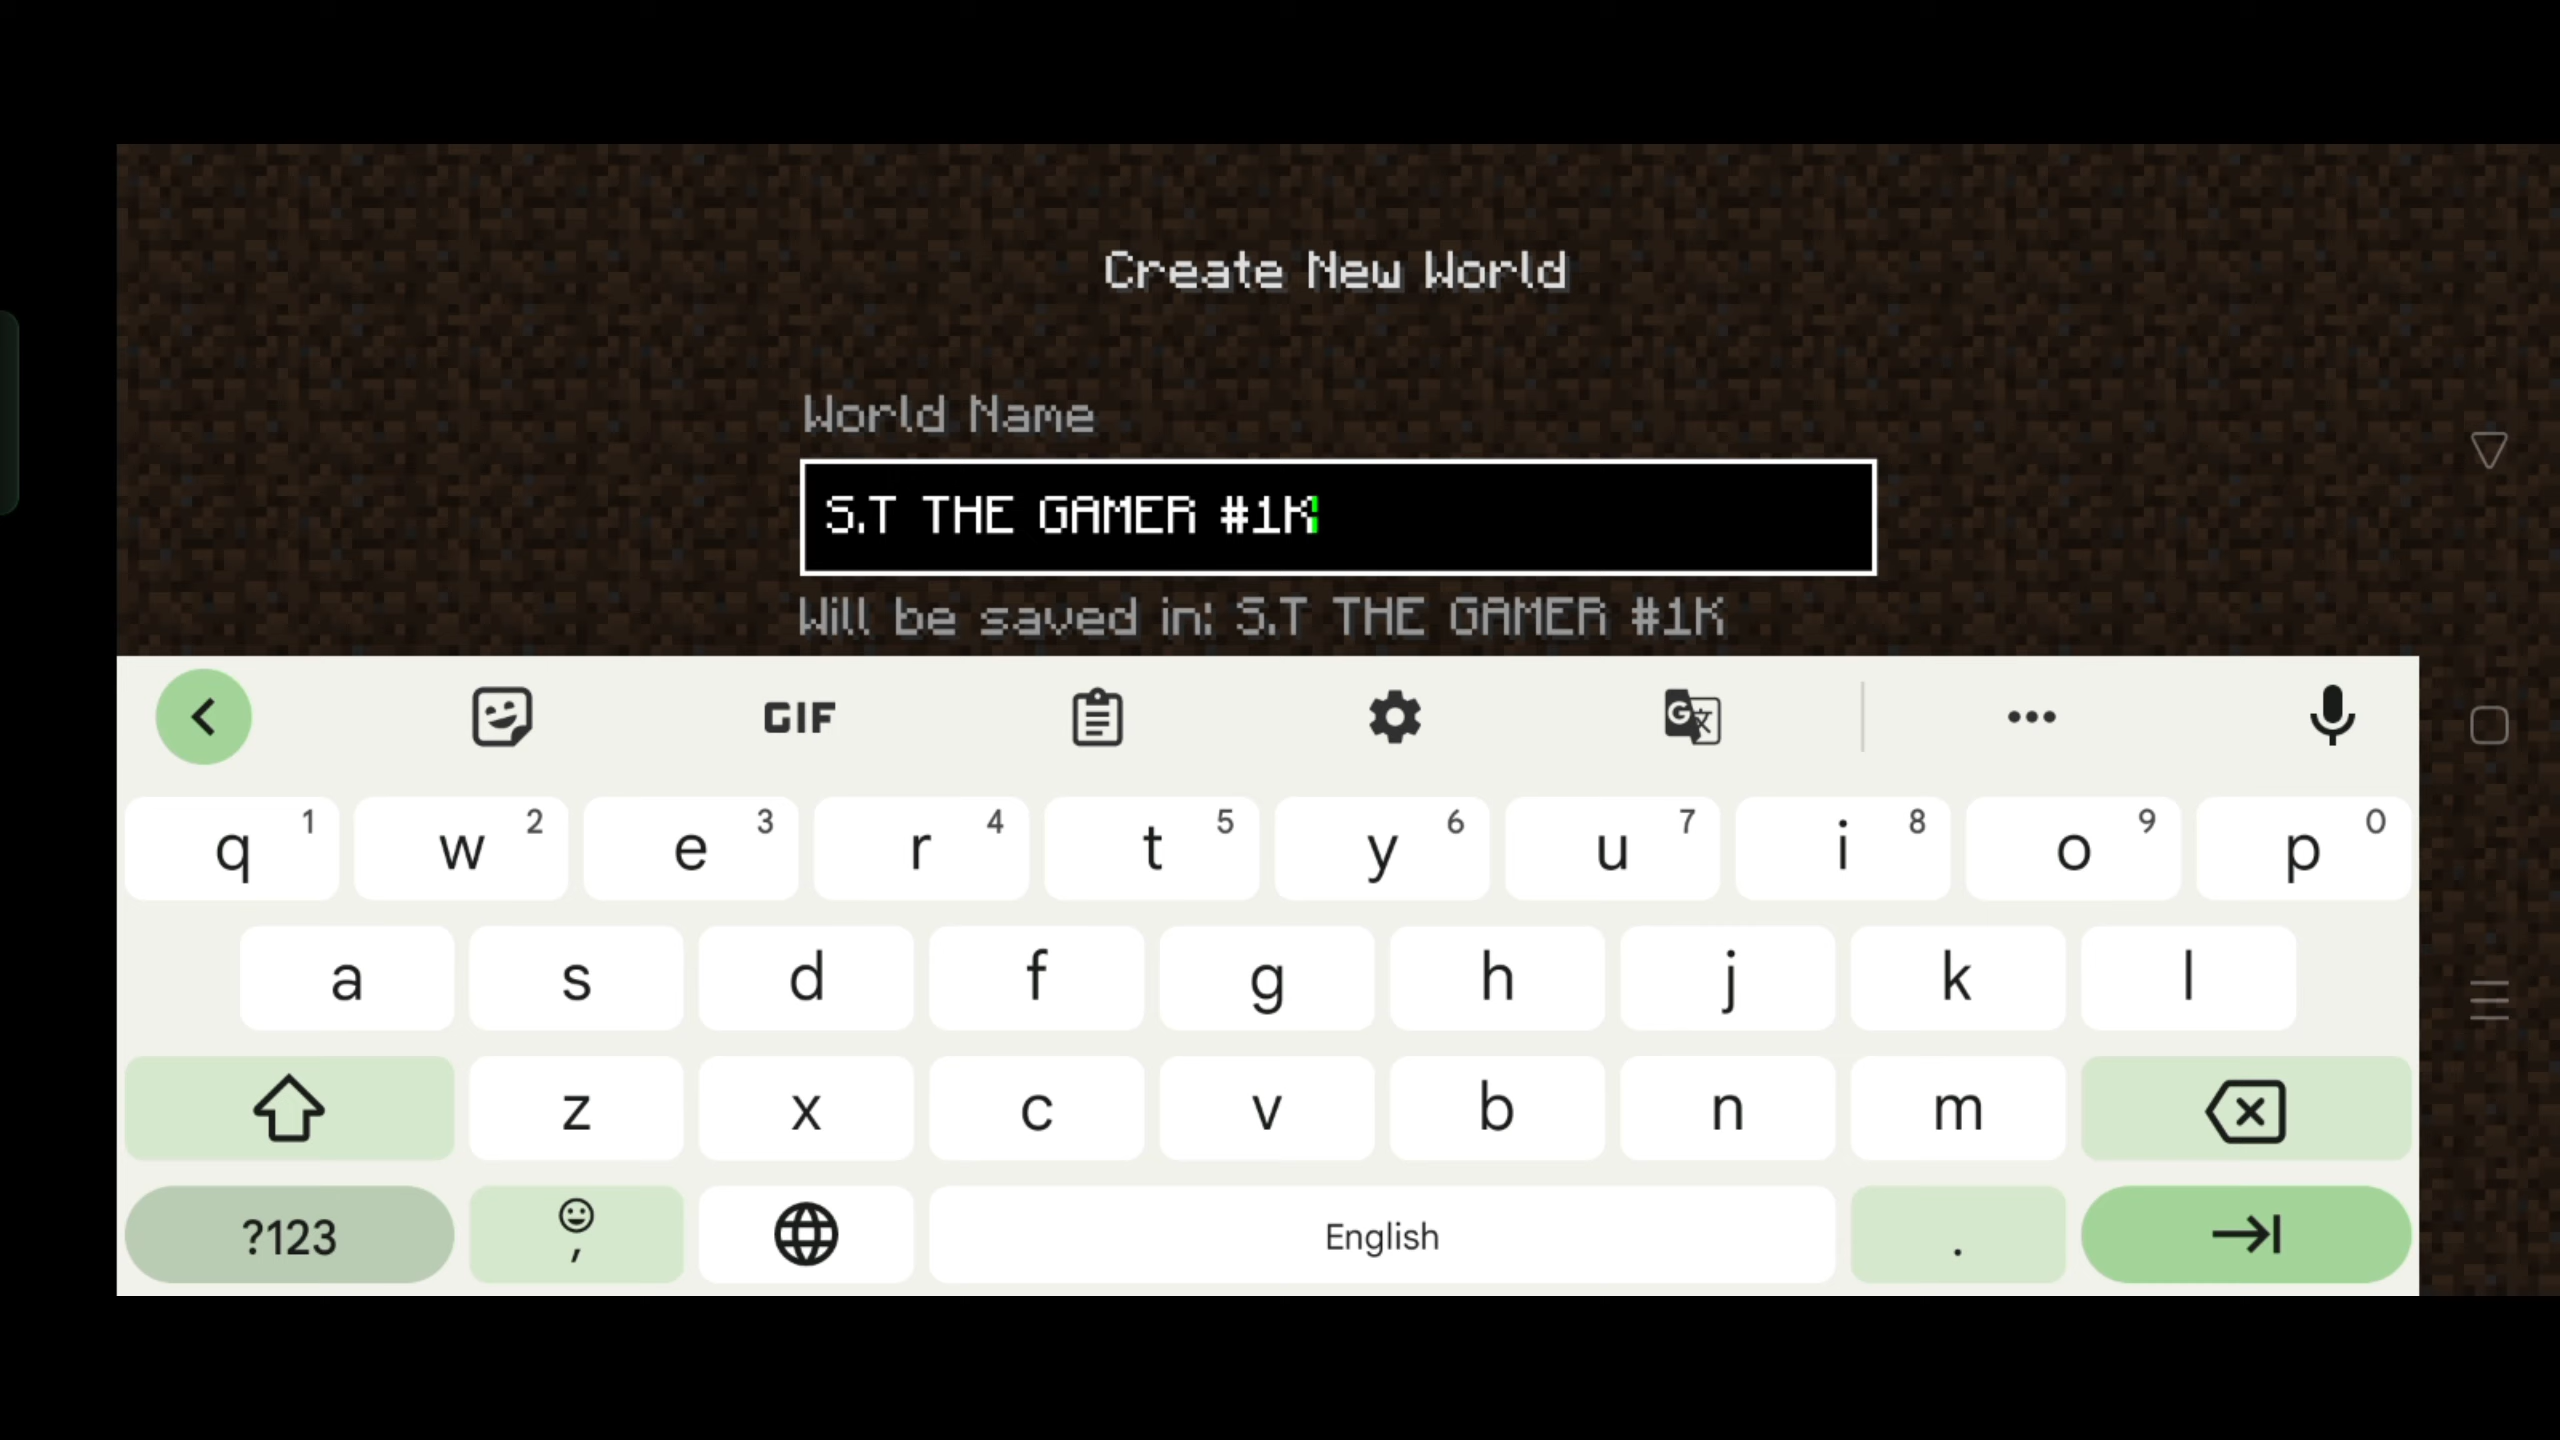 Create New World
World Name
S.T THE GAMER #1K
Will be saved in: S.T THE GAMER #1K
GIF G 文
q 1 w 2 e 3 r 4 t 5 y 6 u 7 i 8 o 9 p 0
a s d f g h j k l
z x c v b n m
?123 , English .